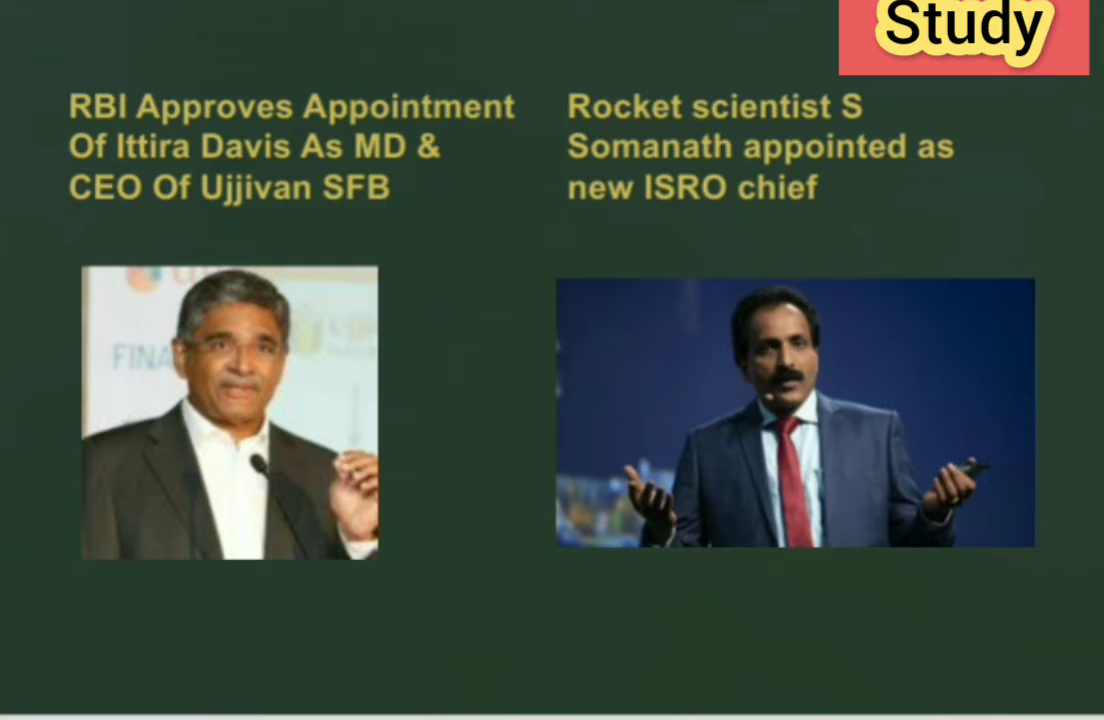 Study
RBI Approves Appointment
Of Ittira Davis As MD &
CEO Of Ujjivan SFB
Rocket scientist S
Somanath appointed as
new ISRO chief
FINA